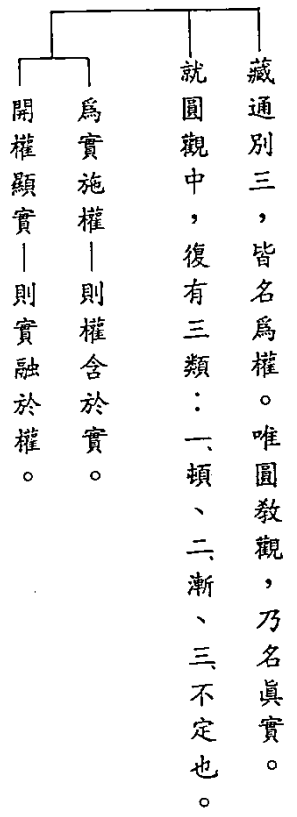 藏通別三，皆名爲權。唯圓教觀，乃名眞實。
就圓觀中，復有三類：一、頓、二、漸、三、不定也。
爲實施權—則權含於實。
開權顯實—則實融於權。